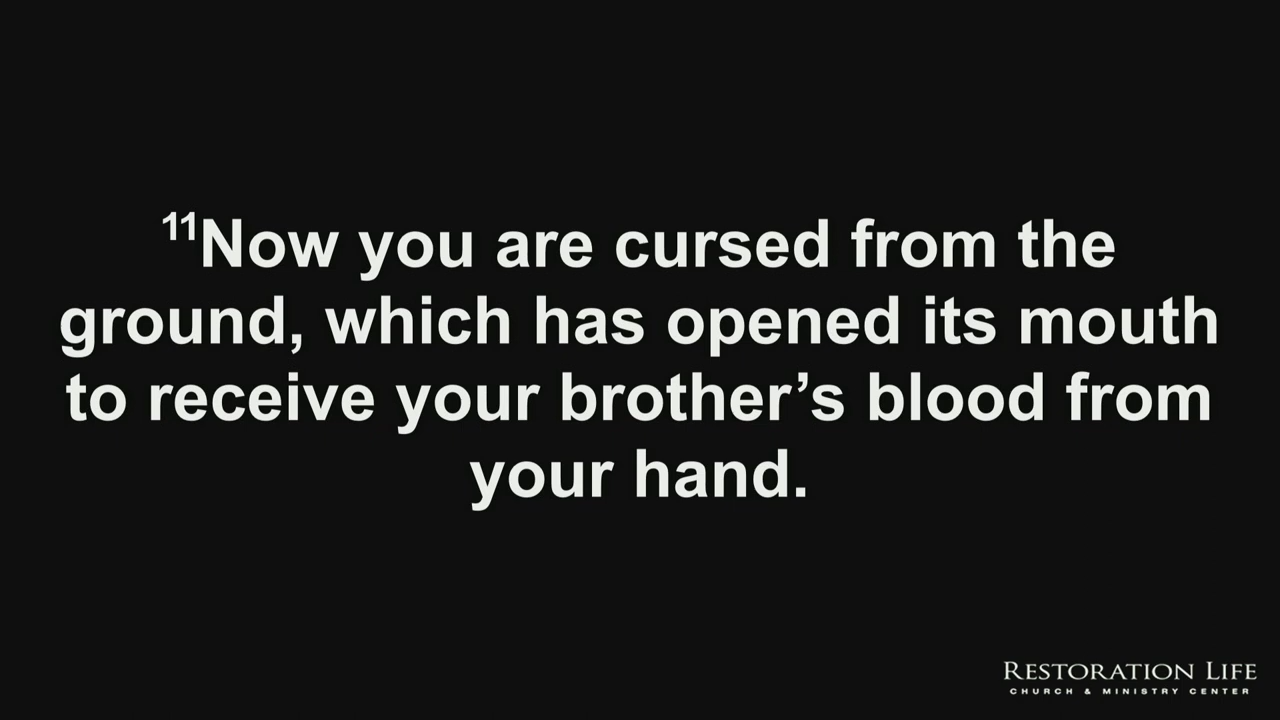 ¹¹Now you are cursed from the
ground, which has opened its mouth
to receive your brother’s blood from
your hand.
RESTORATION LIFE
CHURCH & MINISTRY CENTER